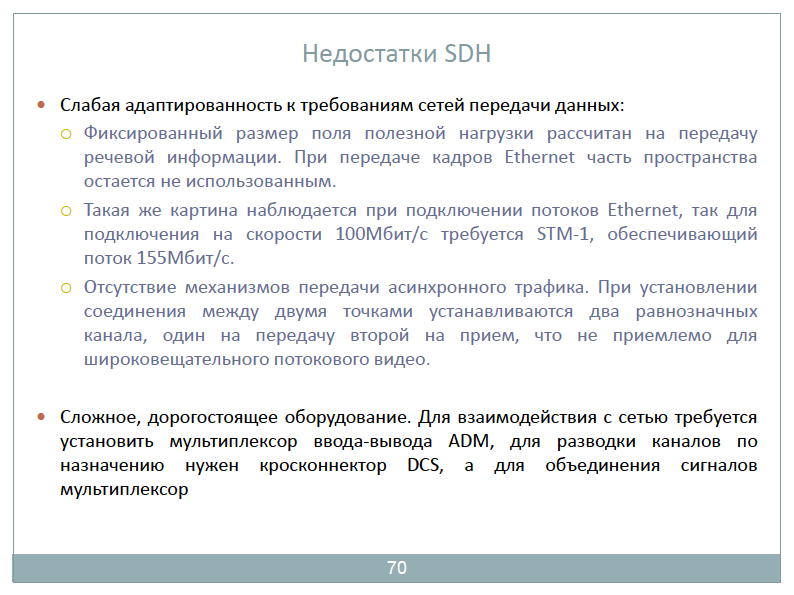 Недостатки SDH
• Слабая адаптированность к требованиям сетей передачи данных:
○ Фиксированный размер поля полезной нагрузки рассчитан на передачу
речевой информации. При передаче кадров Ethernet часть пространства
остается не использованным.
○ Такая же картина наблюдается при подключении потоков Ethernet, так для
подключения на скорости 100Мбит/с требуется STM-1, обеспечивающий
поток 155Мбит/с.
○ Отсутствие механизмов передачи асинхронного трафика. При установлении
соединения между двумя точками устанавливаются два равнозначных
канала, один на передачу второй на прием, что не приемлемо для
широковещательного потокового видео.
• Сложное, дорогостоящее оборудование. Для взаимодействия с сетью требуется
установить мультиплексор ввода-вывода ADM, для разводки каналов по
назначению нужен кросконнектор DCS, а для объединения сигналов
мультиплексор
70